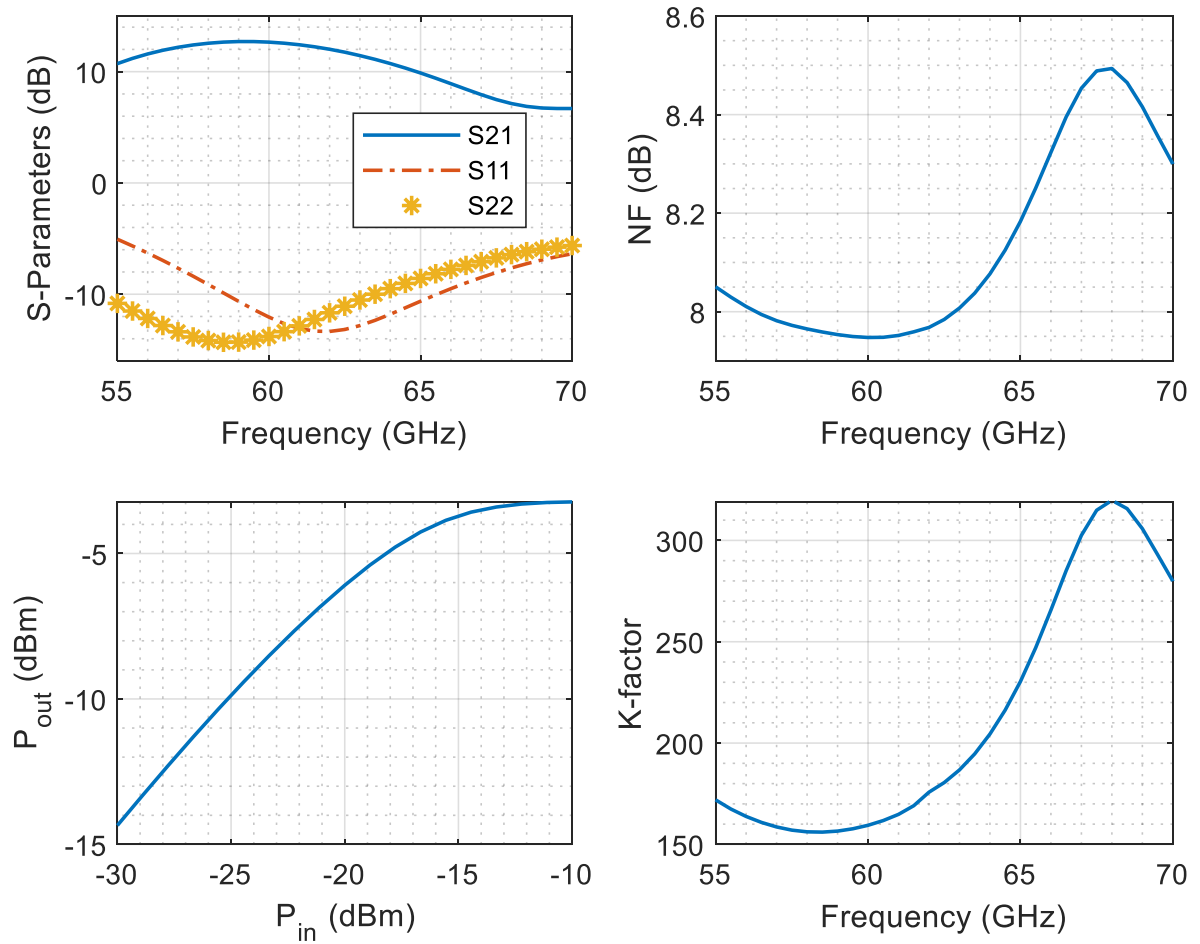 S-Parameters (dB)
10
0
-10
S21
S11
S22
55
60
65
70
Frequency (GHz)
NF (dB)
8.6
8.4
8.2
8
55
60
65
70
Frequency (GHz)
P_out (dBm)
-5
-10
-15
-30
-25
-20
-15
-10
P_in (dBm)
K-factor
300
250
200
150
55
60
65
70
Frequency (GHz)